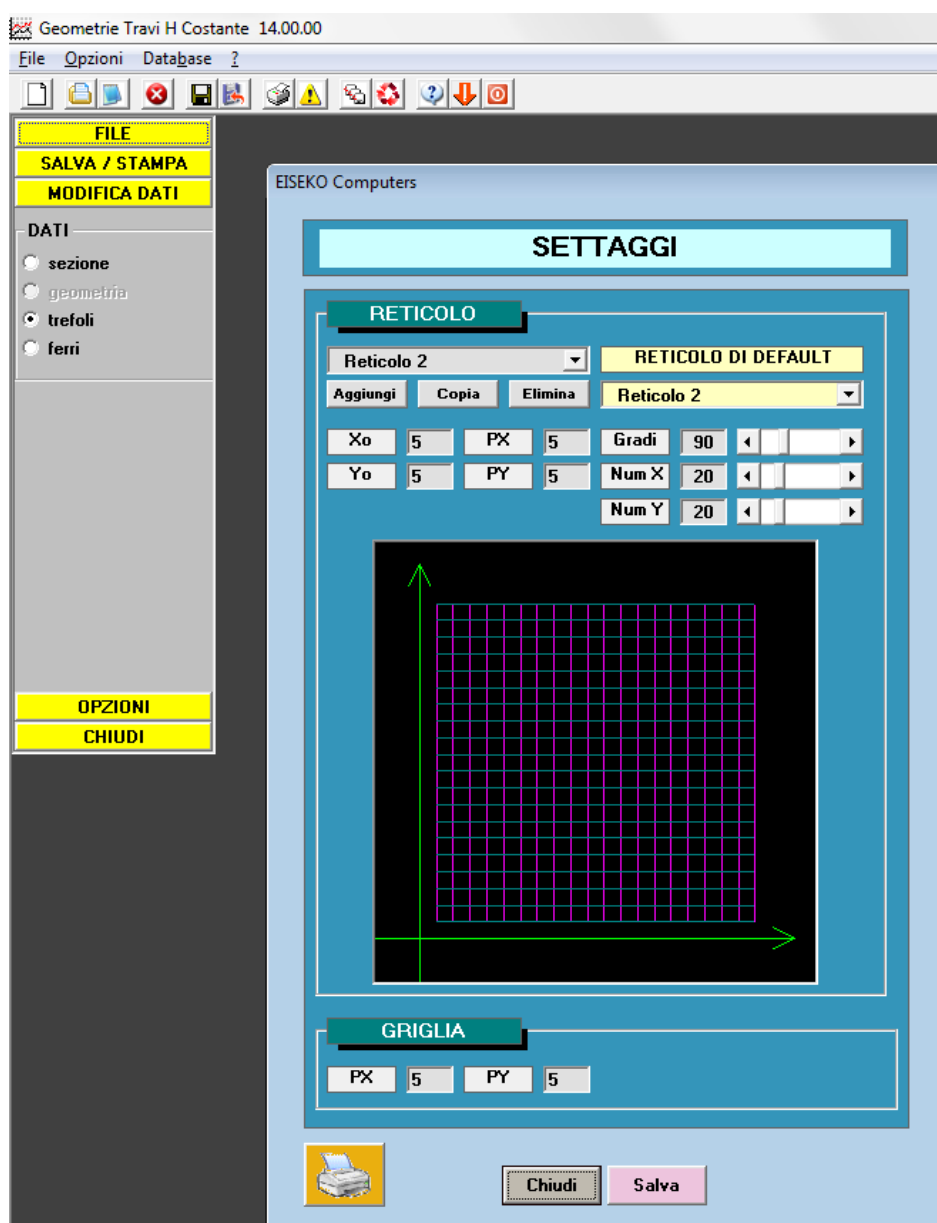 Geometrie Travi H Costante 14.00.00
File Opzioni Database ?
FILE
SALVA / STAMPA
MODIFICA DATI
DATI
sezione
geometria
trefoli
ferri
OPZIONI
CHIUDI
EISEKO Computers
SETTAGGI
RETICOLO
Reticolo 2 RETICOLO DI DEFAULT
Aggiungi Copia Elimina Reticolo 2
Xo 5 PX 5 Gradi 90
Yo 5 PY 5 Num X 20
Num Y 20
GRIGLIA
PX 5 PY 5
Chiudi Salva